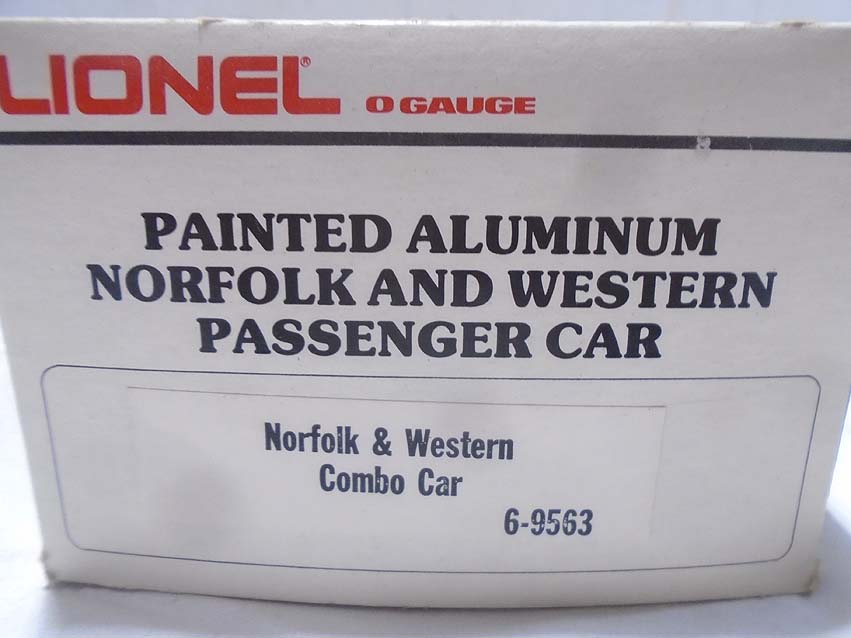 LIONEL® O GAUGE
PAINTED ALUMINUM
NORFOLK AND WESTERN
PASSENGER CAR
Norfolk & Western
Combo Car
6-9563